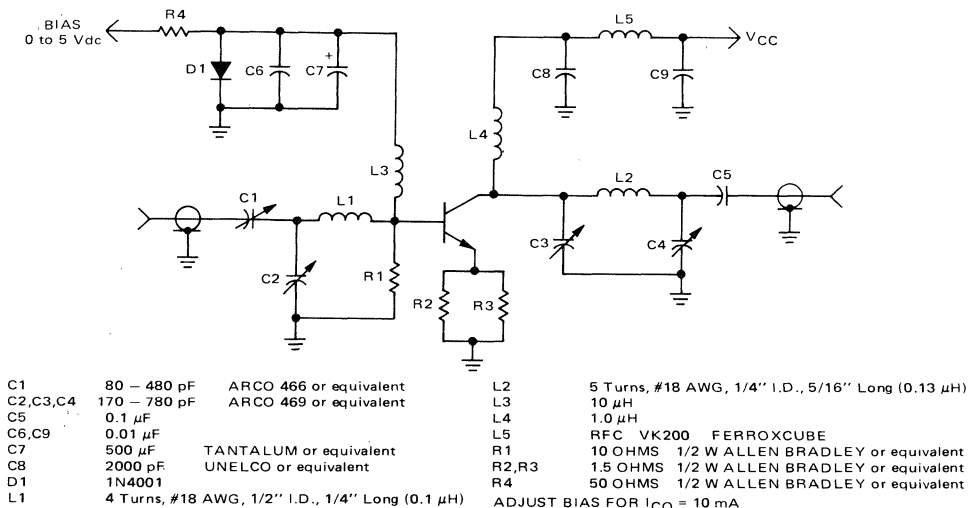 BIAS
0 to 5 Vdc
R4
D1
C6
+
C7
L3
L5
VCC
C8
C9
L4
C1
L1
L2
C5
C2
R1
R2
R3
C3
C4
C1 80 – 480 pF ARCO 466 or equivalent
C2,C3,C4 170 – 780 pF ARCO 469 or equivalent
C5 0.1 μF
C6,C9 0.01 μF
C7 500 μF TANTALUM or equivalent
C8 2000 pF UNELCO or equivalent
D1 1N4001
L1 4 Turns, #18 AWG, 1/2'' I.D., 1/4'' Long (0.1 μH)
L2 5 Turns, #18 AWG, 1/4'' I.D., 5/16'' Long (0.13 μH)
L3 10 μH
L4 1.0 μH
L5 RFC VK200 FERROXCUBE
R1 10 OHMS 1/2 W ALLEN BRADLEY or equivalent
R2,R3 1.5 OHMS 1/2 W ALLEN BRADLEY or equivalent
R4 50 OHMS 1/2 W ALLEN BRADLEY or equivalent
ADJUST BIAS FOR ICO = 10 mA